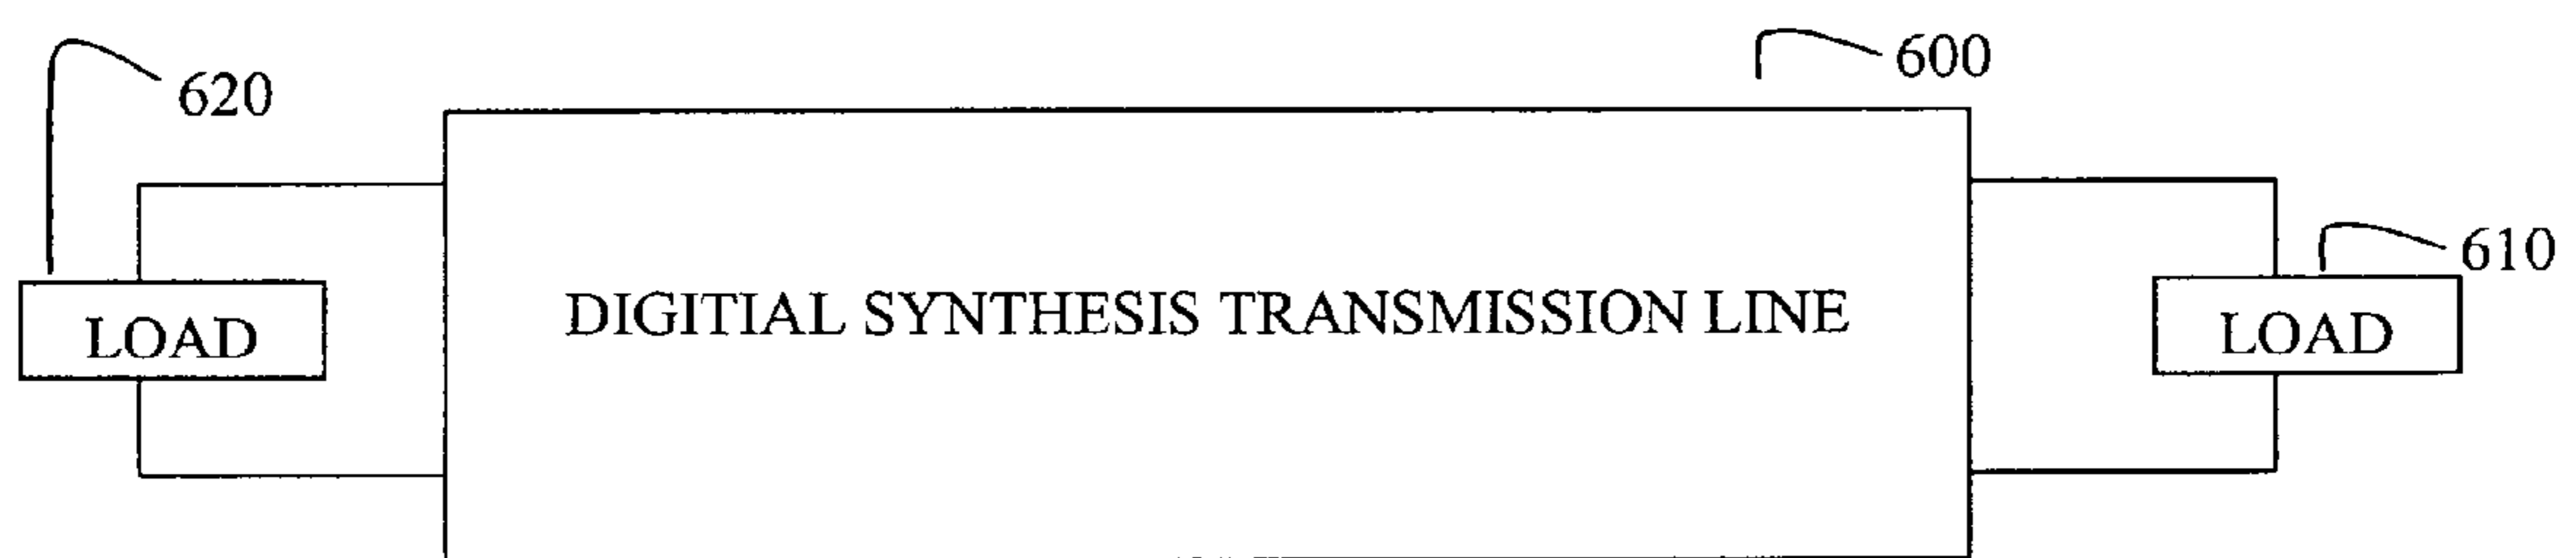 600
620
610
DIGITIAL SYNTHESIS TRANSMISSION LINE
LOAD
LOAD